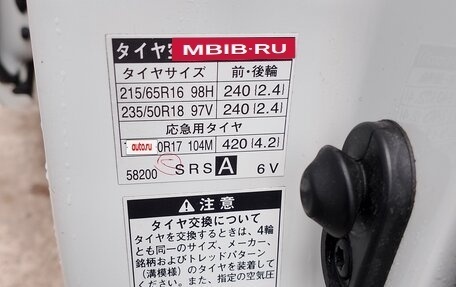 タイヤ空 MBIB·RU
タイヤサイズ 前・後輪
215/65R16 98H 240 (2.4)
235/50R18 97V 240 (2.4)
応急用タイヤ
auto.ru 0R17 104M 420 (4.2)
58200 SRS A 6V
⚠注意
タイヤ交換について
タイヤを交換するときは、4輪
とも同一のサイズ、メーカー、
銘柄およびトレッドパターン
(溝模様)のタイヤを装着して
ください。また、指定の空気圧